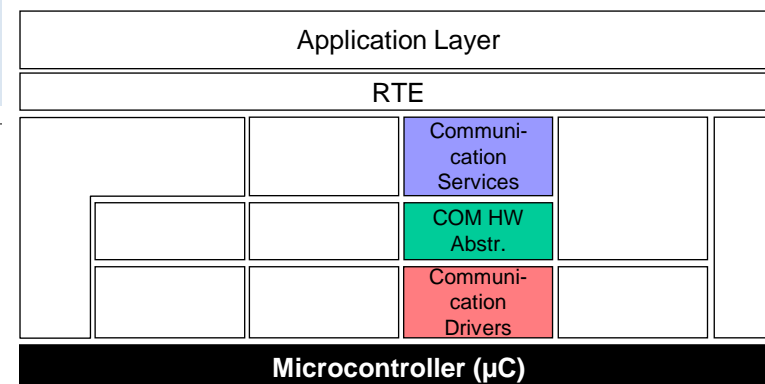 Application Layer
RTE
Communi-
cation
Services
COM HW
Abstr.
Communi-
cation
Drivers
Microcontroller (µC)